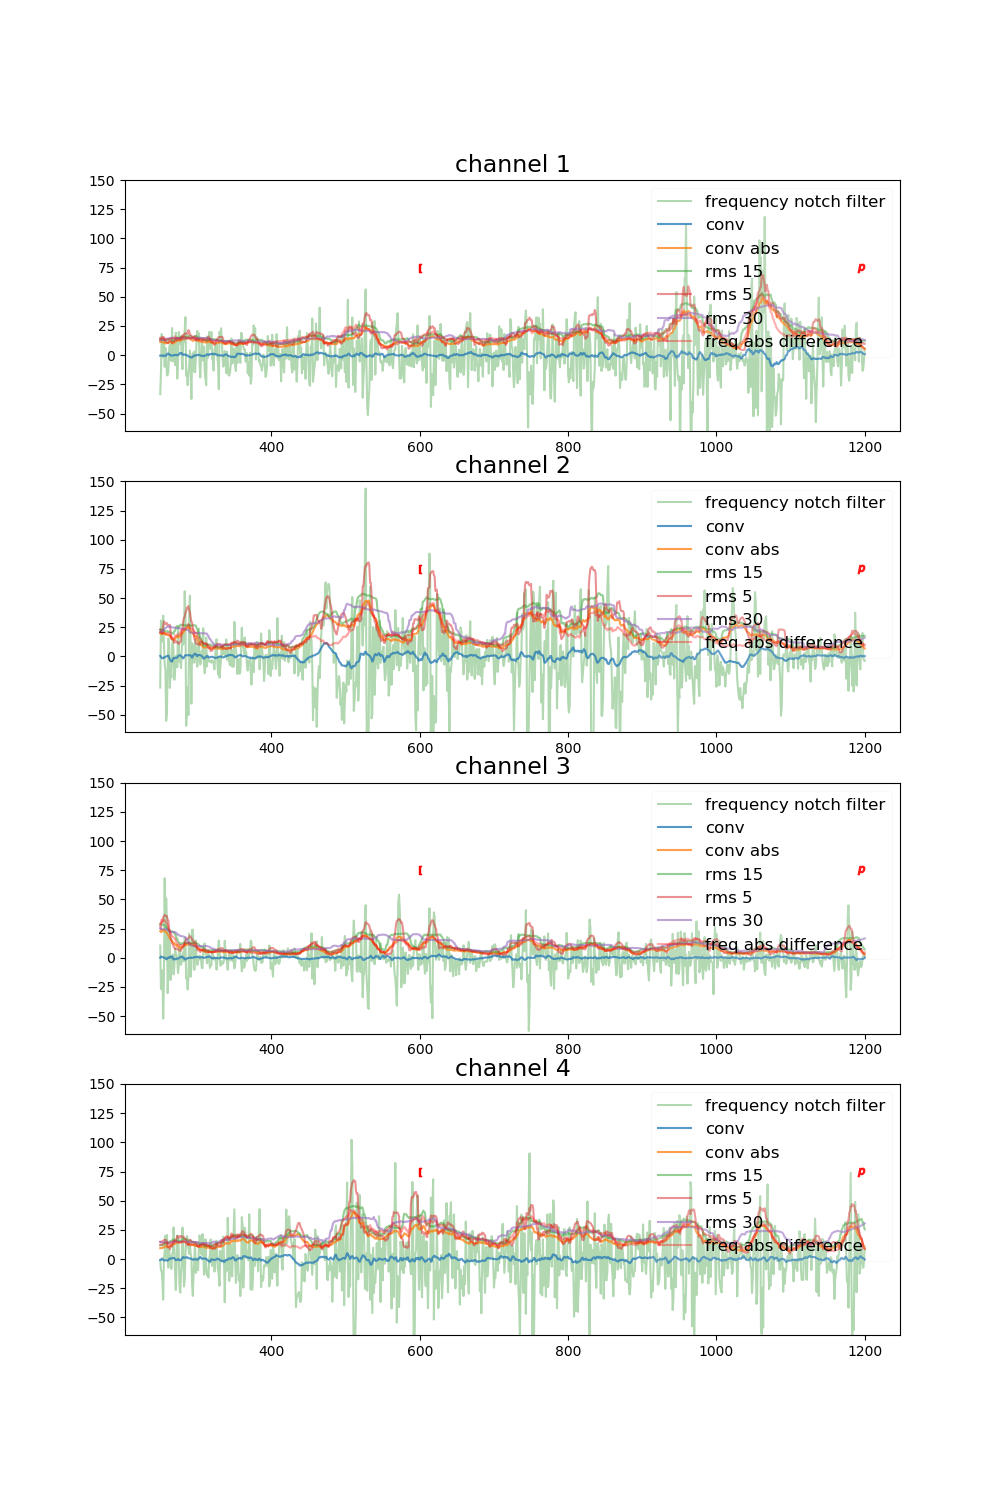 channel 1
150
125
100
75
50
25
0
−25
−50
frequency notch filter
conv
conv abs
rms 15
rms 5
rms 30
freq abs difference
p
400 600 800 1000 1200
channel 2
150
125
100
75
50
25
0
−25
−50
frequency notch filter
conv
conv abs
rms 15
rms 5
rms 30
freq abs difference
p
400 600 800 1000 1200
channel 3
150
125
100
75
50
25
0
−25
−50
frequency notch filter
conv
conv abs
rms 15
rms 5
rms 30
freq abs difference
p
400 600 800 1000 1200
channel 4
150
125
100
75
50
25
0
−25
−50
frequency notch filter
conv
conv abs
rms 15
rms 5
rms 30
freq abs difference
p
400 600 800 1000 1200